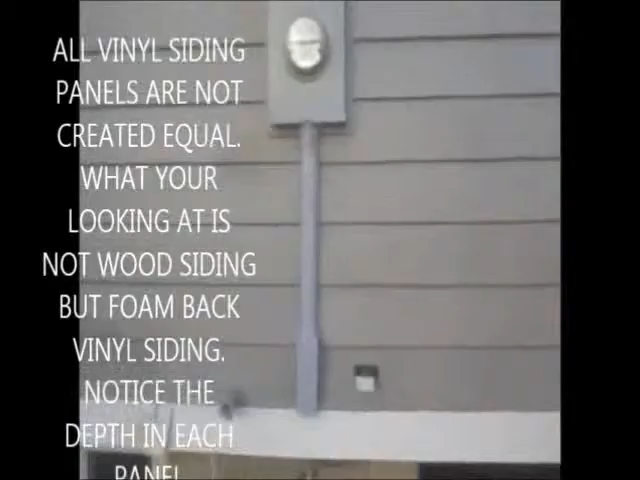 ALL VINYL SIDING
PANELS ARE NOT
CREATED EQUAL.
WHAT YOUR
LOOKING AT IS
NOT WOOD SIDING
BUT FOAM BACK
VINYL SIDING.
NOTICE THE
DEPTH IN EACH
PANEL